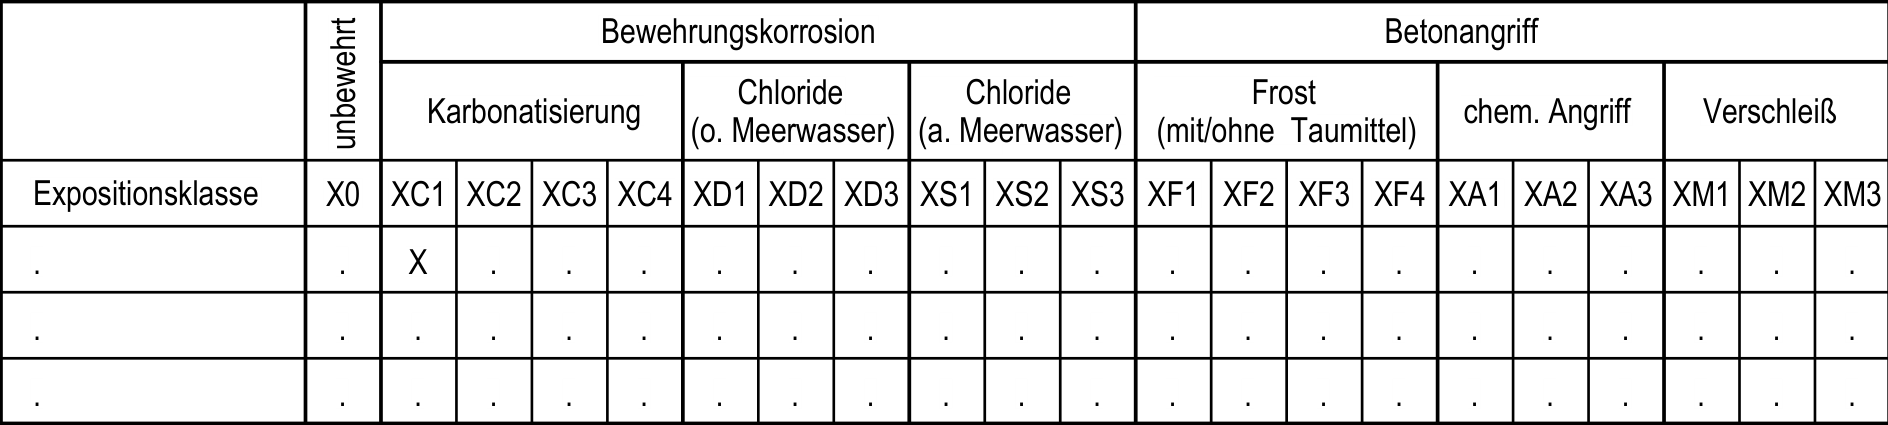 unbewehrt Bewehrungskorrosion Betonangriff
Karbonatisierung Chloride (o. Meerwasser) Chloride (a. Meerwasser) Frost (mit/ohne Taumittel) chem. Angriff Verschleiß
Expositionsklasse X0 XC1 XC2 XC3 XC4 XD1 XD2 XD3 XS1 XS2 XS3 XF1 XF2 XF3 XF4 XA1 XA2 XA3 XM1 XM2 XM3
. . X . . . . . . . . . . . . . . . . . . .
. . . . . . . . . . . . . . . . . . . . . .
. . . . . . . . . . . . . . . . . . . . . .